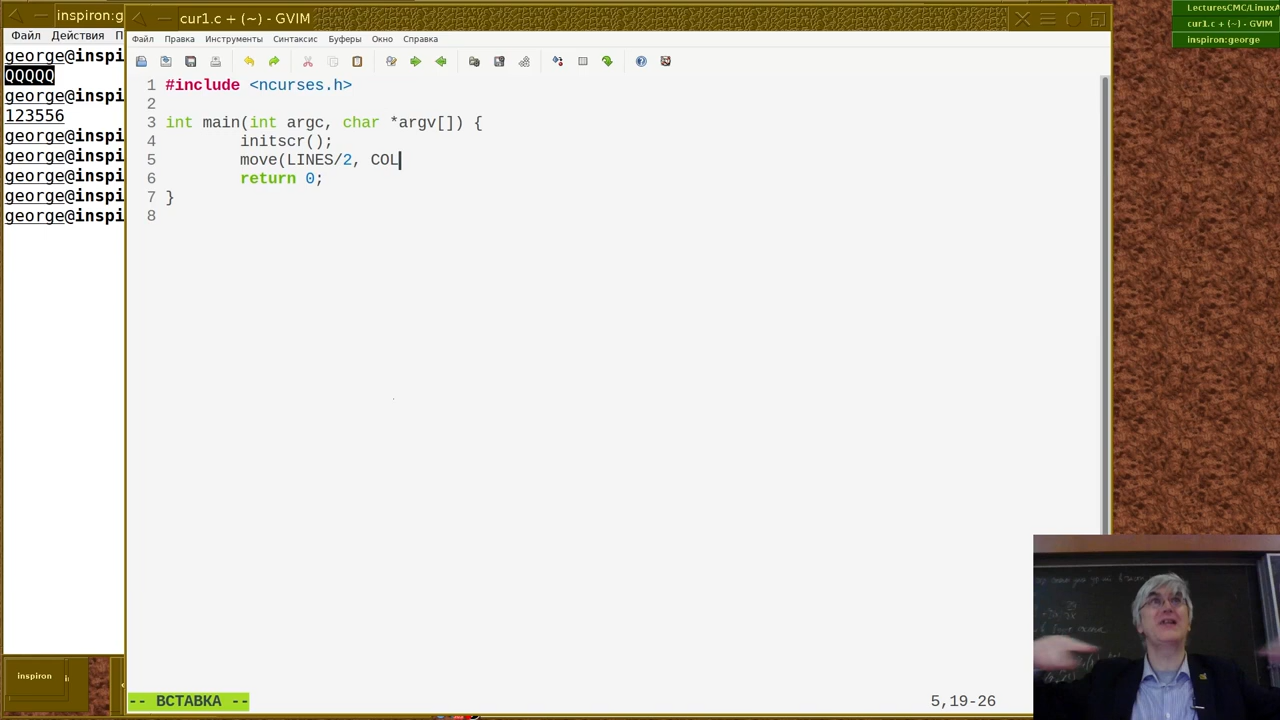 inspiron:g
Файл Действия П
george@inspi
QQQQQ
george@inspi
123556
george@inspi
george@inspi
george@inspi
george@inspi
george@inspi
cur1.c + (~) - GVIM
Файл Правка Инструменты Синтаксис Буферы Окно Справка
1 #include <ncurses.h>
2
3 int main(int argc, char *argv[]) {
4 initscr();
5 move(LINES/2, COL
6 return 0;
7 }
8
-- ВСТАВКА -- 5,19-26
LecturesCMC/LinuxA
cur1.c + (~) - GVIM
inspiron:george
inspiron